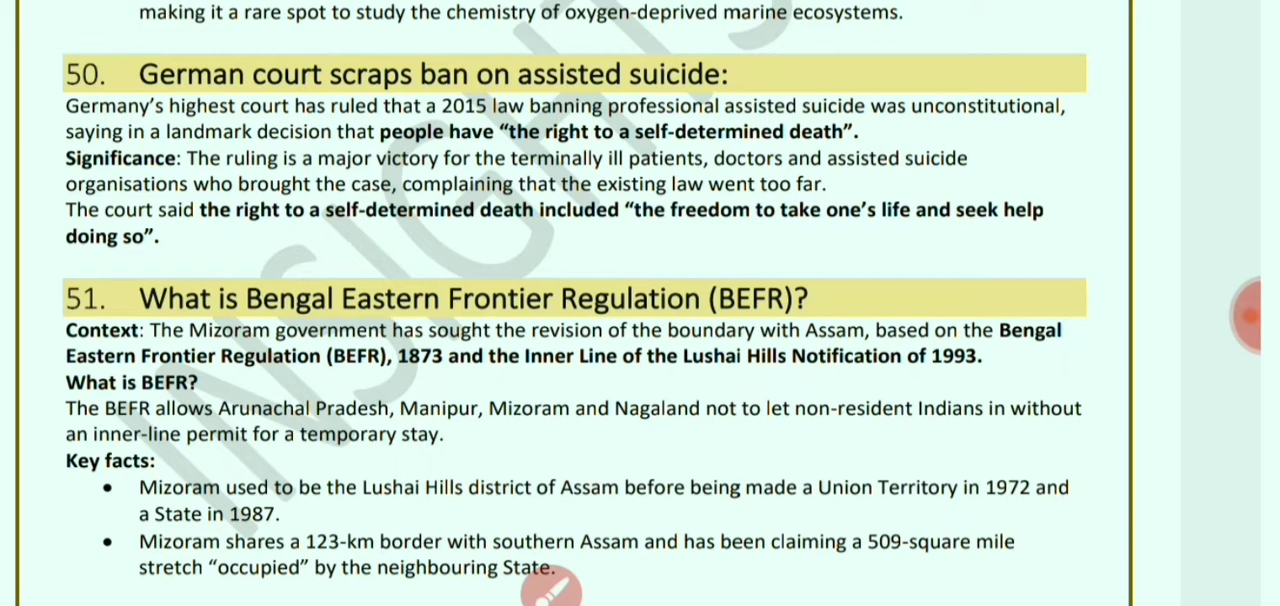 making it a rare spot to study the chemistry of oxygen-deprived marine ecosystems.
50. German court scraps ban on assisted suicide:
Germany's highest court has ruled that a 2015 law banning professional assisted suicide was unconstitutional,
saying in a landmark decision that people have “the right to a self-determined death”.
Significance: The ruling is a major victory for the terminally ill patients, doctors and assisted suicide
organisations who brought the case, complaining that the existing law went too far.
The court said the right to a self-determined death included “the freedom to take one’s life and seek help
doing so”.
51. What is Bengal Eastern Frontier Regulation (BEFR)?
Context: The Mizoram government has sought the revision of the boundary with Assam, based on the Bengal
Eastern Frontier Regulation (BEFR), 1873 and the Inner Line of the Lushai Hills Notification of 1993.
What is BEFR?
The BEFR allows Arunachal Pradesh, Manipur, Mizoram and Nagaland not to let non-resident Indians in without
an inner-line permit for a temporary stay.
Key facts:
• Mizoram used to be the Lushai Hills district of Assam before being made a Union Territory in 1972 and
a State in 1987.
• Mizoram shares a 123-km border with southern Assam and has been claiming a 509-square mile
stretch “occupied” by the neighbouring State.
INSIGHTS